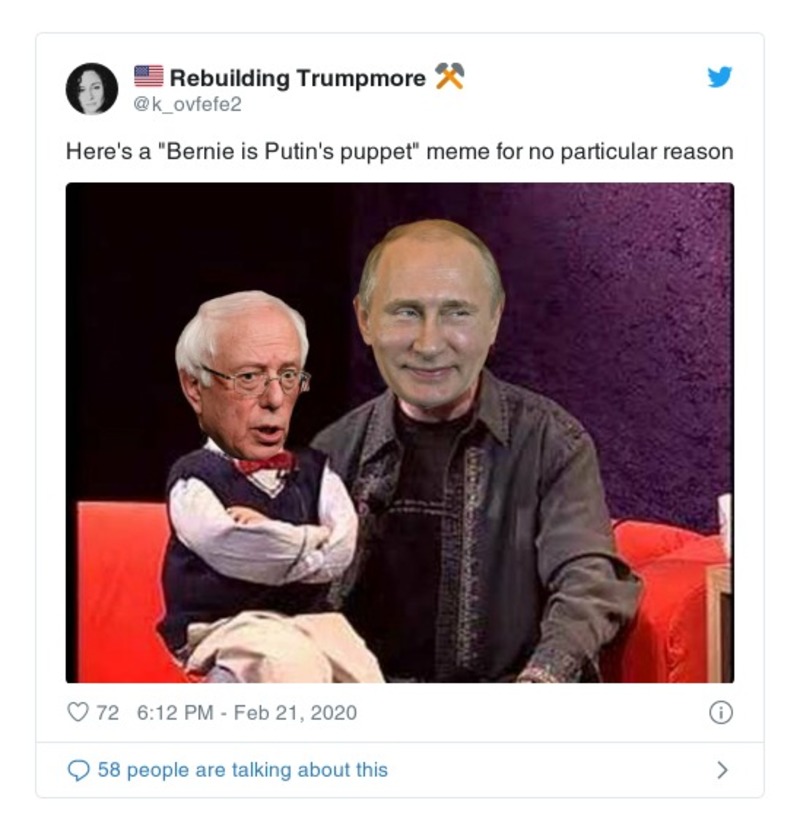 🇺🇸 Rebuilding Trumpmore ⚒
@k_ovfefe2
Here's a "Bernie is Putin's puppet" meme for no particular reason
72 6:12 PM - Feb 21, 2020
58 people are talking about this